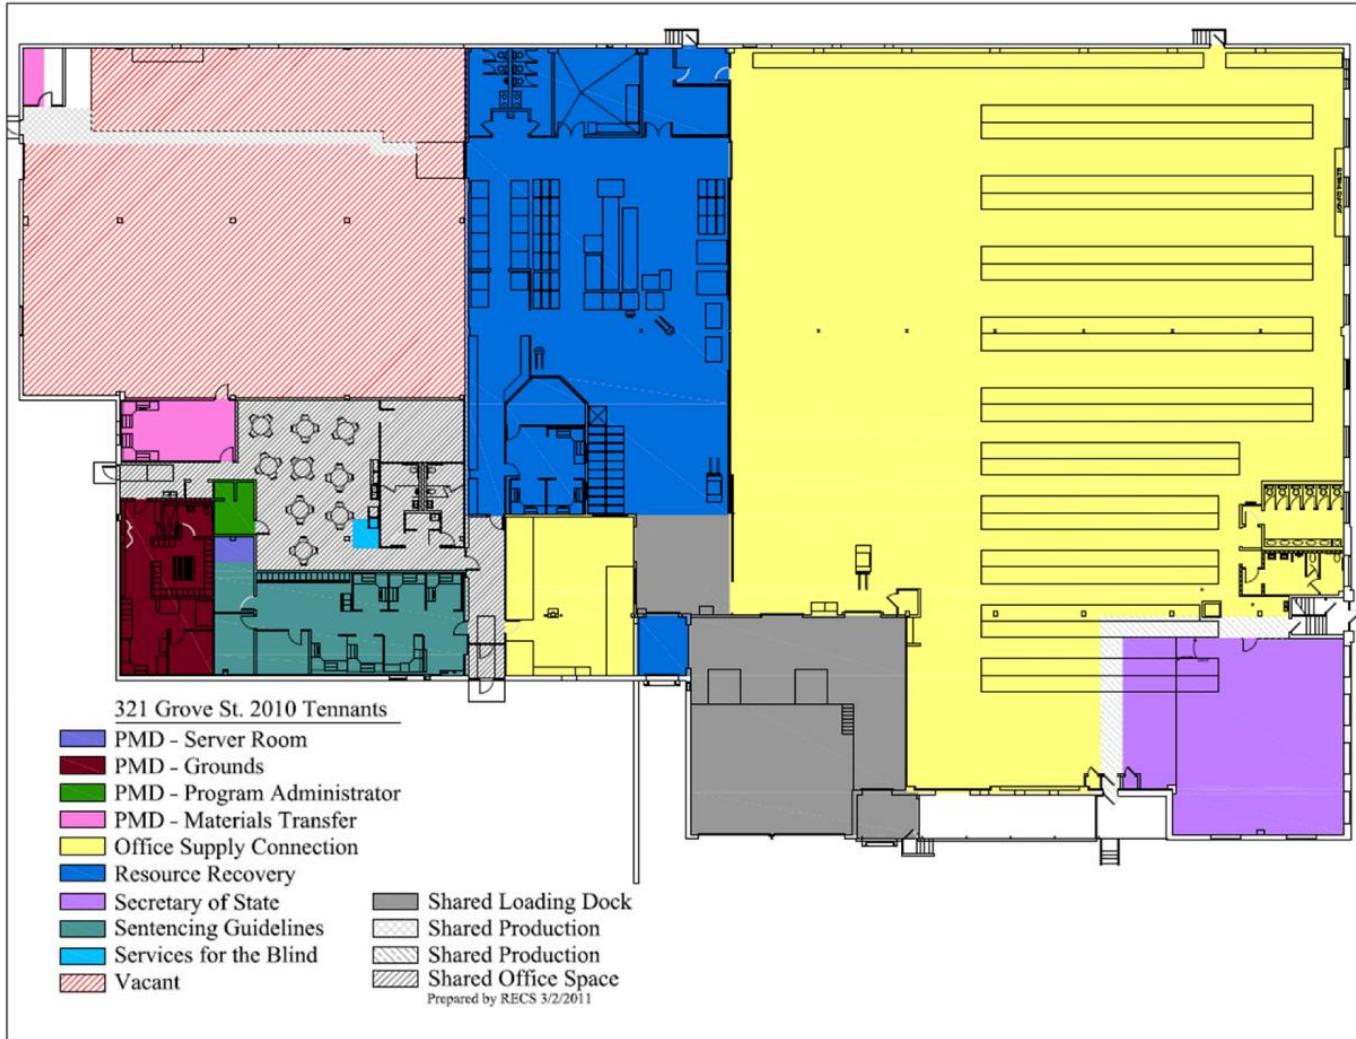 321 Grove St. 2010 Tennants
PMD - Server Room
PMD - Grounds
PMD - Program Administrator
PMD - Materials Transfer
Office Supply Connection
Resource Recovery
Secretary of State
Sentencing Guidelines
Services for the Blind
Vacant
Shared Loading Dock
Shared Production
Shared Production
Shared Office Space
Prepared by RECS 3/2/2011